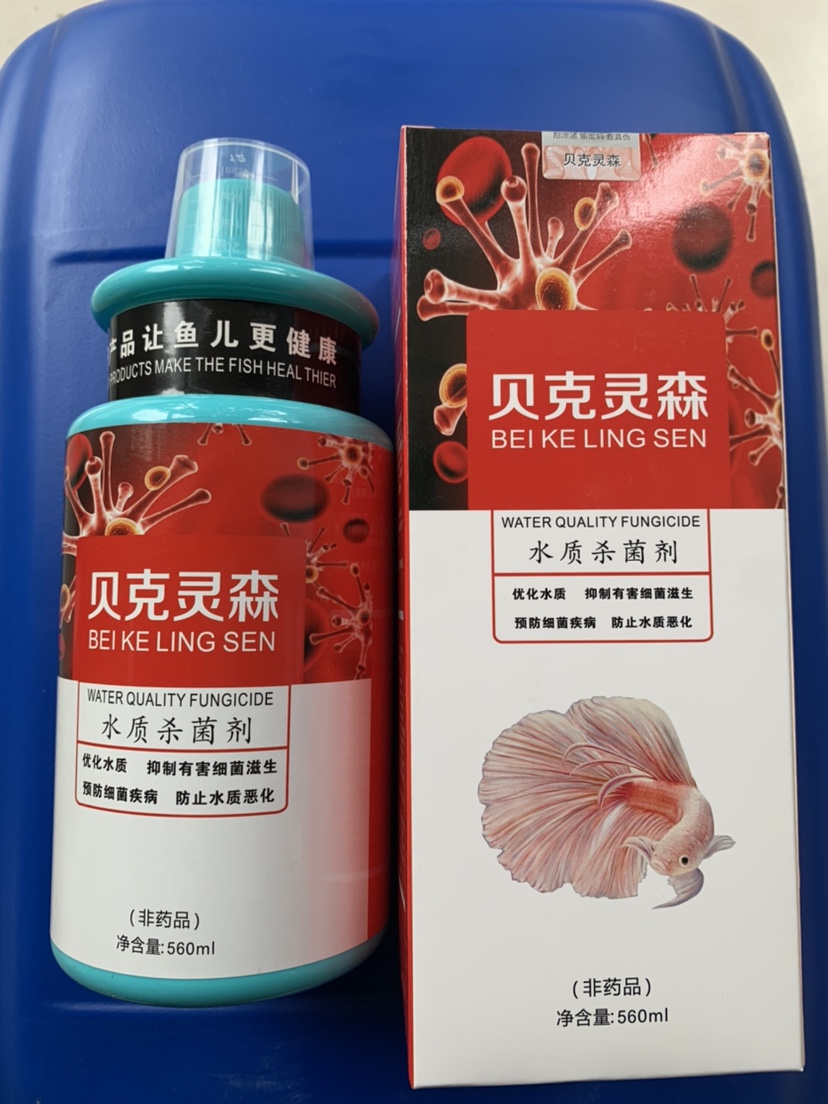 产品让鱼儿更健康
PRODUCTS MAKE THE FISH HEAL THIER
贝克灵森
BEI KE LING SEN
WATER QUALITY FUNGICIDE
水质杀菌剂
优化水质 抑制有害细菌滋生
预防细菌疾病 防止水质恶化
(非药品)
净含量:560ml
贝克灵森
贝克灵森
BEI KE LING SEN
WATER QUALITY FUNGICIDE
水质杀菌剂
优化水质 抑制有害细菌滋生
预防细菌疾病 防止水质恶化
(非药品)
净含量:560ml